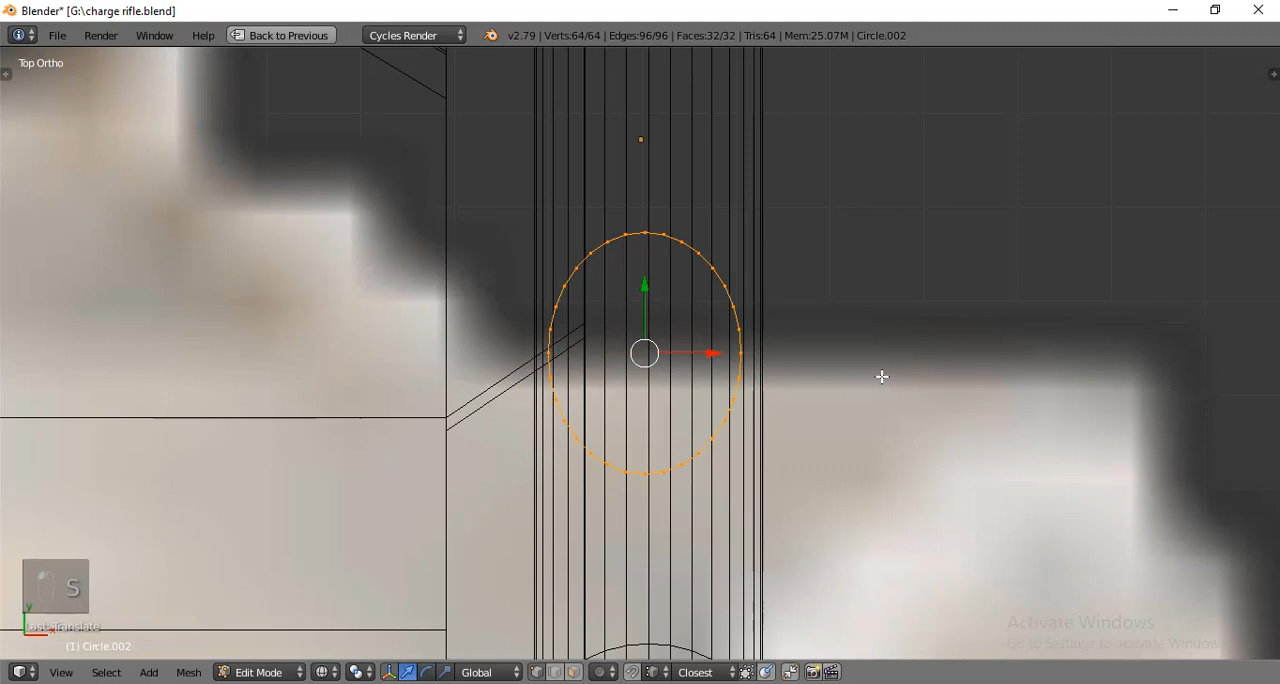 Blender* [G:\charge rifle.blend]
File Render Window Help Back to Previous Cycles Render v2.79 | Verts:64/64 | Edges:96/96 | Faces:32/32 | Tris:64 | Mem:25.07M | Circle.002
Top Ortho
S
Last: Translate
y
x
(1) Circle.002
Activate Windows
Go to Settings to activate Windows.
View Select Add Mesh Edit Mode Global Closest